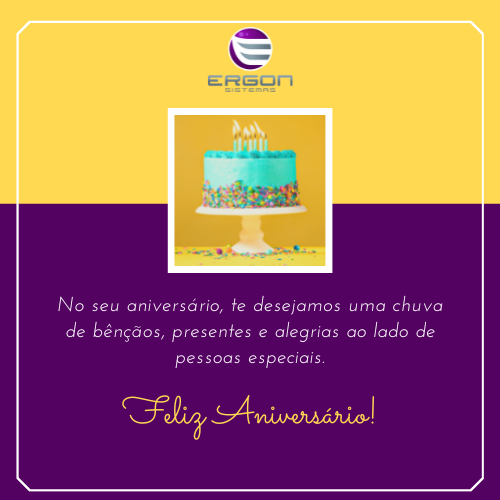 ERGON
SISTEMAS
No seu aniversário, te desejamos uma chuva
de bênçãos, presentes e alegrias ao lado de
pessoas especiais.
Feliz Aniversário!